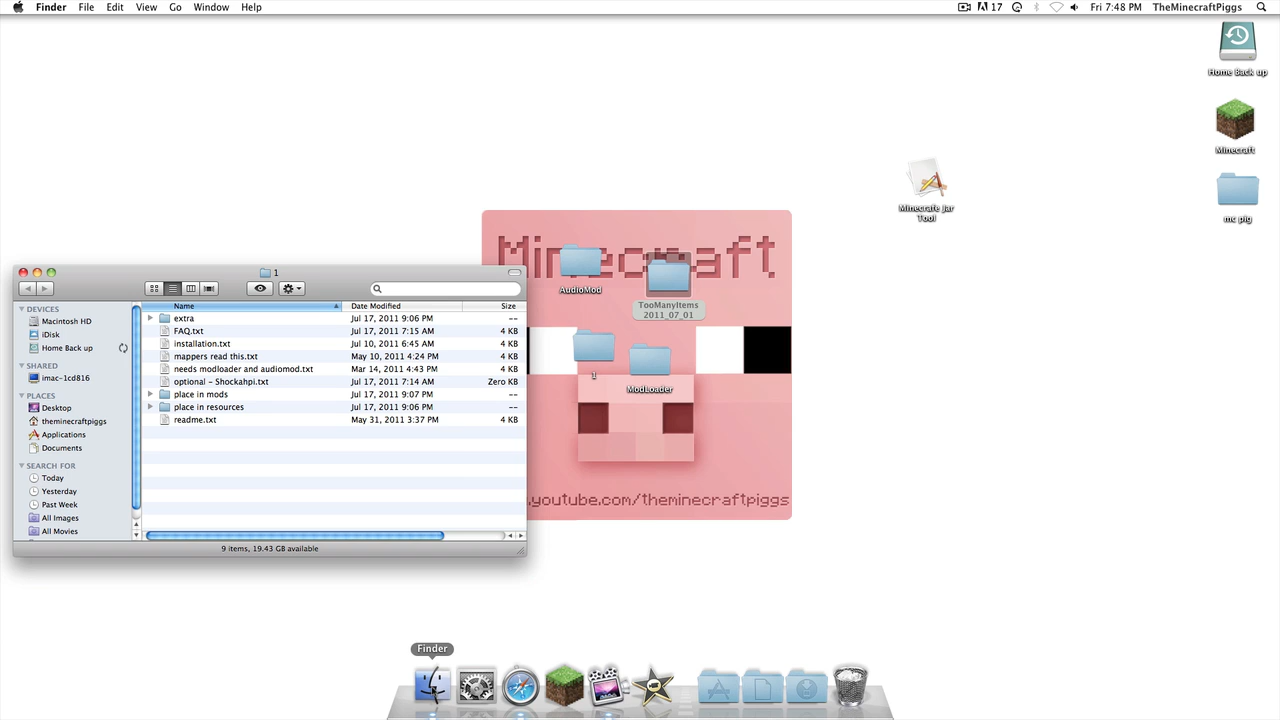 Finder File Edit View Go Window Help 17 Fri 7:48 PM TheMinecraftPiggs
Home Back up
Minecraft
mc pig
Minecrafe Jar
Tool
Minecraft
AudioMod
TooManyItems
2011_07_01
1
ModLoader
.youtube.com/theminecraftpiggs
1
Name Date Modified Size
DEVICES
Macintosh HD
iDisk
Home Back up
SHARED
imac-1cd816
PLACES
Desktop
theminecraftpiggs
Applications
Documents
SEARCH FOR
Today
Yesterday
Past Week
All Images
All Movies
extra Jul 17, 2011 9:06 PM --
FAQ.txt Jul 17, 2011 7:15 AM 4 KB
installation.txt Jul 10, 2011 6:45 AM 4 KB
mappers read this.txt May 10, 2011 4:24 PM 4 KB
needs modloader and audiomod.txt Mar 14, 2011 4:43 PM 4 KB
optional - Shockahpi.txt Jul 17, 2011 7:14 AM Zero KB
place in mods Jul 17, 2011 9:07 PM --
place in resources Jul 17, 2011 9:06 PM --
readme.txt May 31, 2011 3:37 PM 4 KB
9 items, 19.43 GB available
Finder